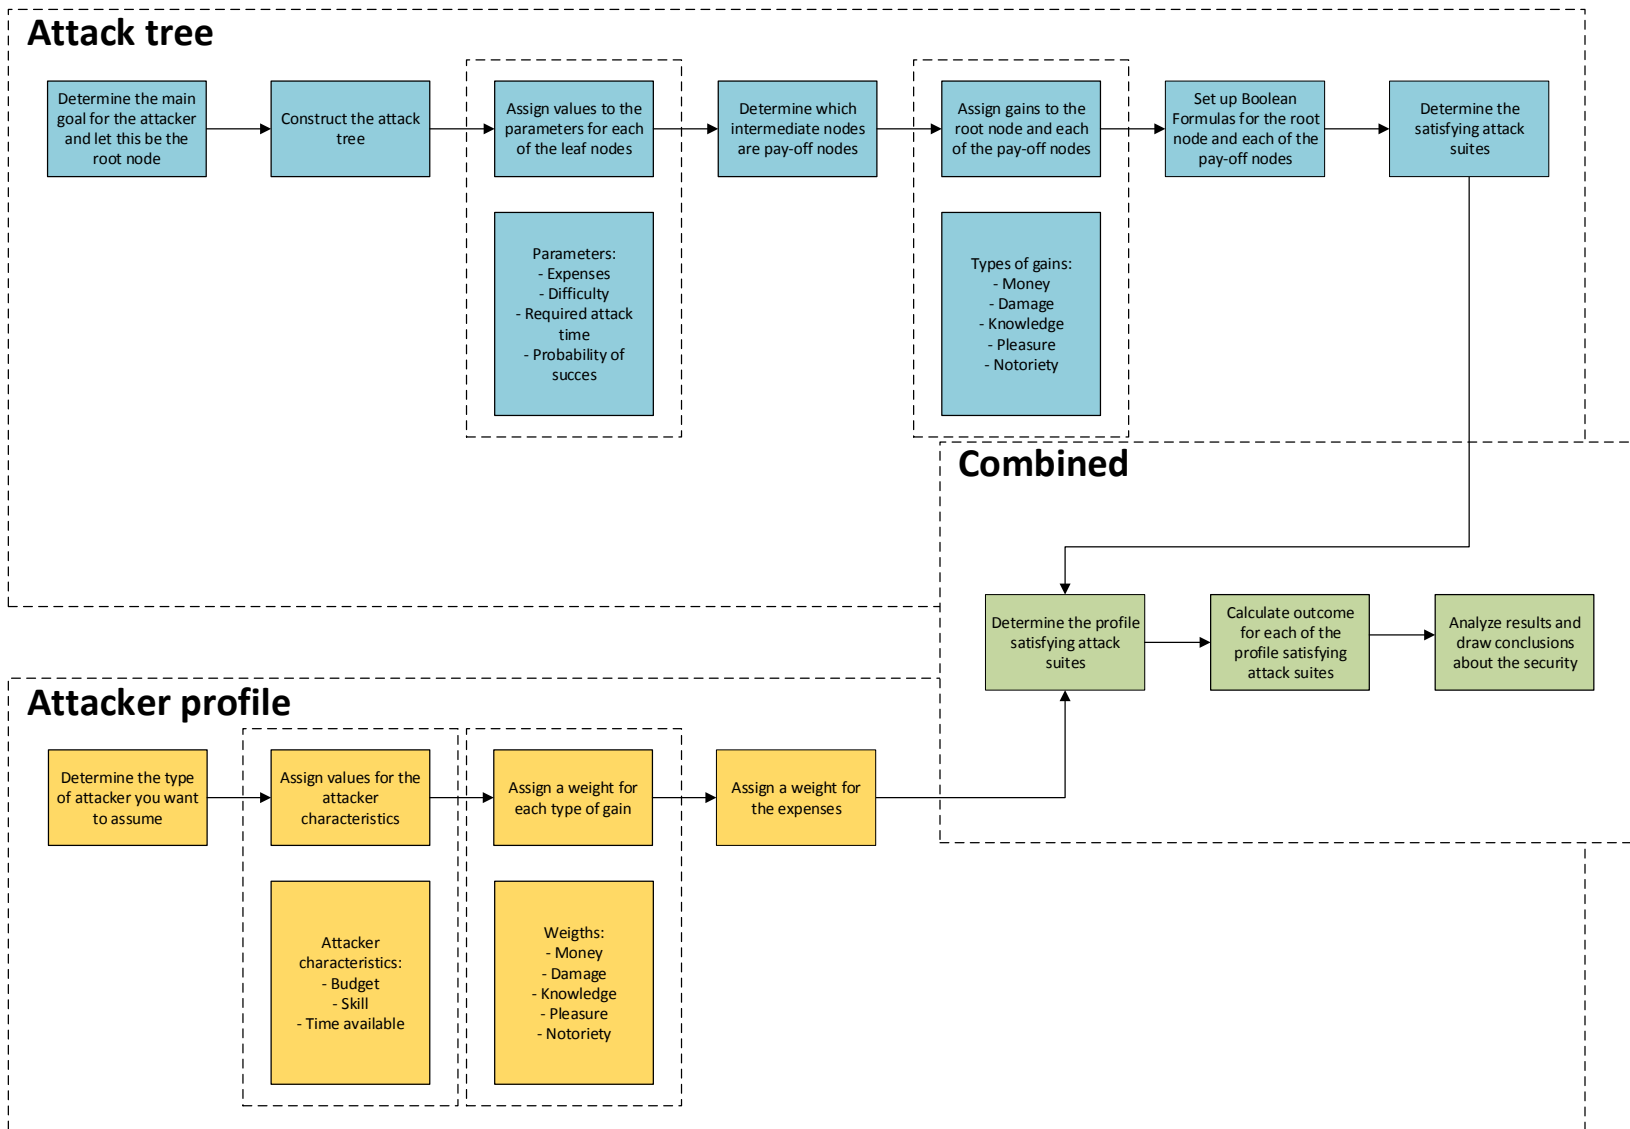 Attack tree
Determine the main
goal for the attacker
and let this be the
root node
Construct the attack
tree
Assign values to the
parameters for each
of the leaf nodes
Determine which
intermediate nodes
are pay-off nodes
Assign gains to the
root node and each
of the pay-off nodes
Set up Boolean
Formulas for the root
node and each of the
pay-off nodes
Determine the
satisfying attack
suites
Parameters:
- Expenses
- Difficulty
- Required attack
time
- Probability of
succes
Types of gains:
- Money
- Damage
- Knowledge
- Pleasure
- Notoriety
Combined
Determine the profile
satisfying attack
suites
Calculate outcome
for each of the
profile satisfying
attack suites
Analyze results and
draw conclusions
about the security
Attacker profile
Determine the type
of attacker you want
to assume
Assign values for the
attacker
characteristics
Assign a weight for
each type of gain
Assign a weight for
the expenses
Attacker
characteristics:
- Budget
- Skill
- Time available
Weigths:
- Money
- Damage
- Knowledge
- Pleasure
- Notoriety